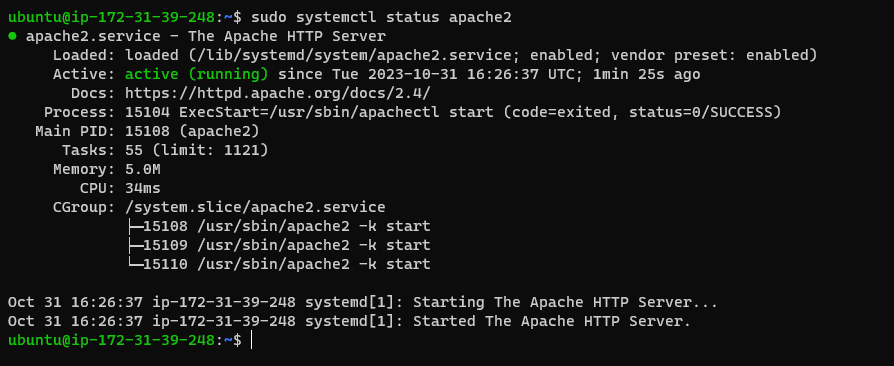 ubuntu@ip-172-31-39-248:~$ sudo systemctl status apache2
● apache2.service - The Apache HTTP Server
     Loaded: loaded (/lib/systemd/system/apache2.service; enabled; vendor preset: enabled)
     Active: active (running) since Tue 2023-10-31 16:26:37 UTC; 1min 25s ago
       Docs: https://httpd.apache.org/docs/2.4/
    Process: 15104 ExecStart=/usr/sbin/apachectl start (code=exited, status=0/SUCCESS)
   Main PID: 15108 (apache2)
      Tasks: 55 (limit: 1121)
     Memory: 5.0M
        CPU: 34ms
     CGroup: /system.slice/apache2.service
             ├─15108 /usr/sbin/apache2 -k start
             ├─15109 /usr/sbin/apache2 -k start
             └─15110 /usr/sbin/apache2 -k start

Oct 31 16:26:37 ip-172-31-39-248 systemd[1]: Starting The Apache HTTP Server...
Oct 31 16:26:37 ip-172-31-39-248 systemd[1]: Started The Apache HTTP Server.
ubuntu@ip-172-31-39-248:~$